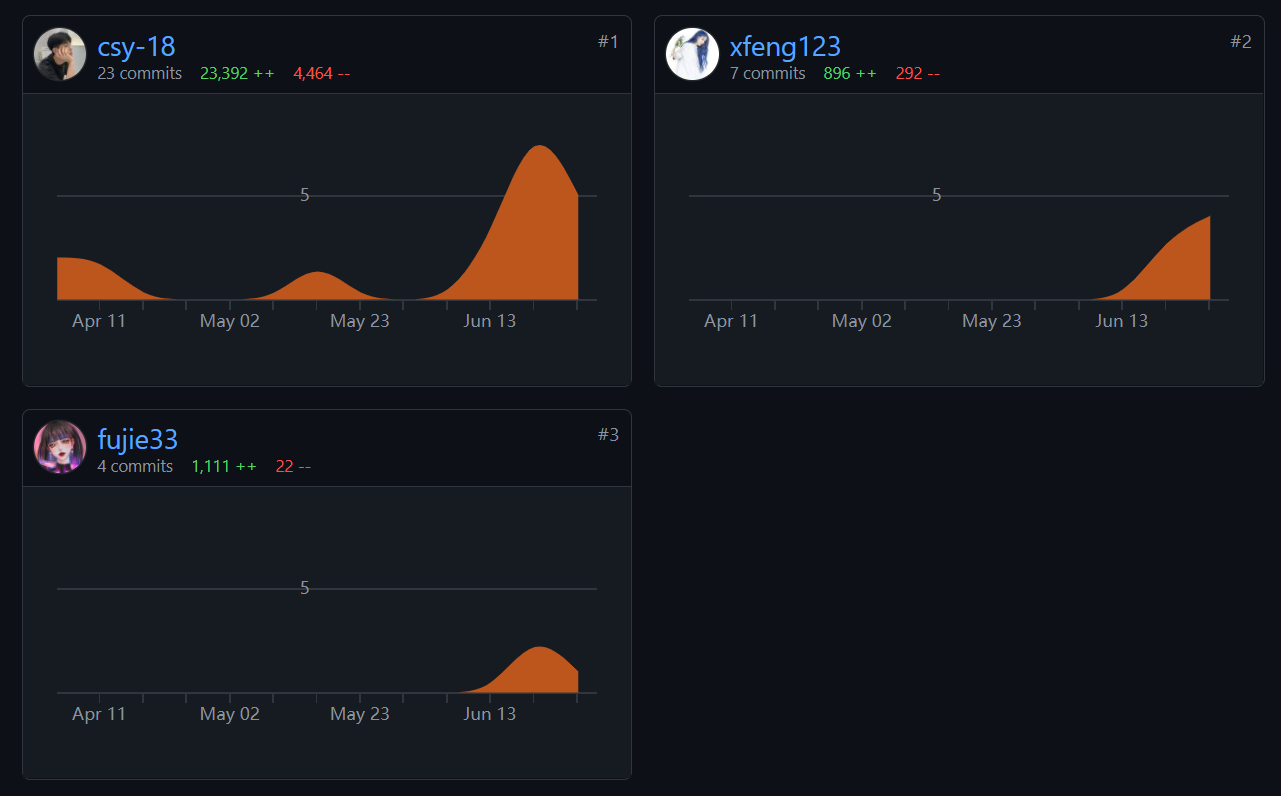 csy-18
#1
23 commits 23,392 ++ 4,464 --
5
Apr 11 May 02 May 23 Jun 13
xfeng123
#2
7 commits 896 ++ 292 --
5
Apr 11 May 02 May 23 Jun 13
fujie33
#3
4 commits 1,111 ++ 22 --
5
Apr 11 May 02 May 23 Jun 13